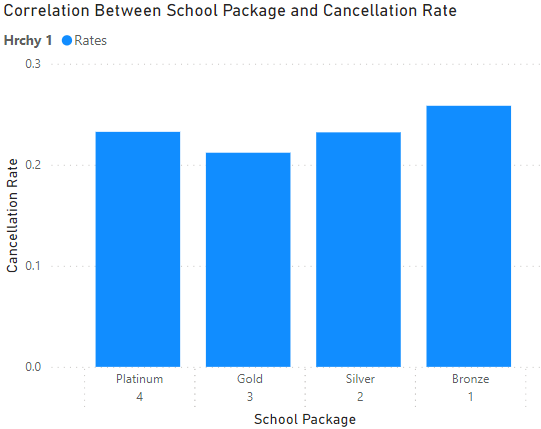 Correlation Between School Package and Cancellation Rate
Hrchy 1 Rates
0.3
0.2
0.1
0.0
Cancellation Rate
Platinum Gold Silver Bronze
4 3 2 1
School Package